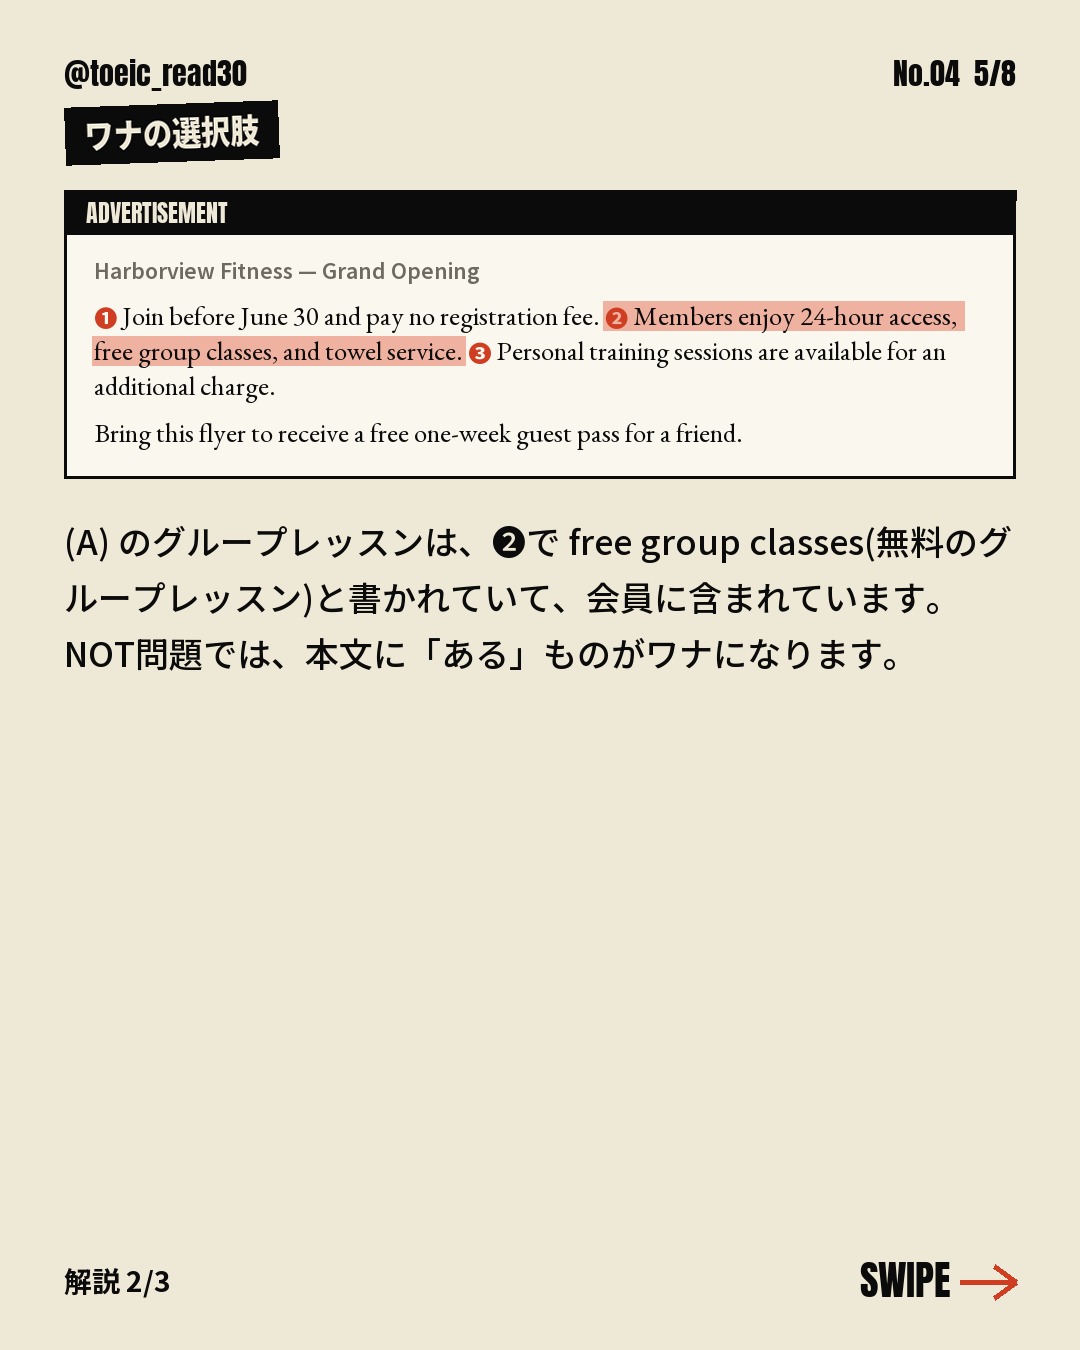 @toeic_read30
No.04 5/8
ワナの選択肢
ADVERTISEMENT
Harborview Fitness — Grand Opening
❶ Join before June 30 and pay no registration fee. ❷ Members enjoy 24-hour access,
free group classes, and towel service. ❸ Personal training sessions are available for an
additional charge.
Bring this flyer to receive a free one-week guest pass for a friend.
(A) のグループレッスンは、❷で free group classes(無料のグ
ループレッスン)と書かれていて、会員に含まれています。
NOT問題では、本文に「ある」ものがワナになります。
解説 2/3
SWIPE